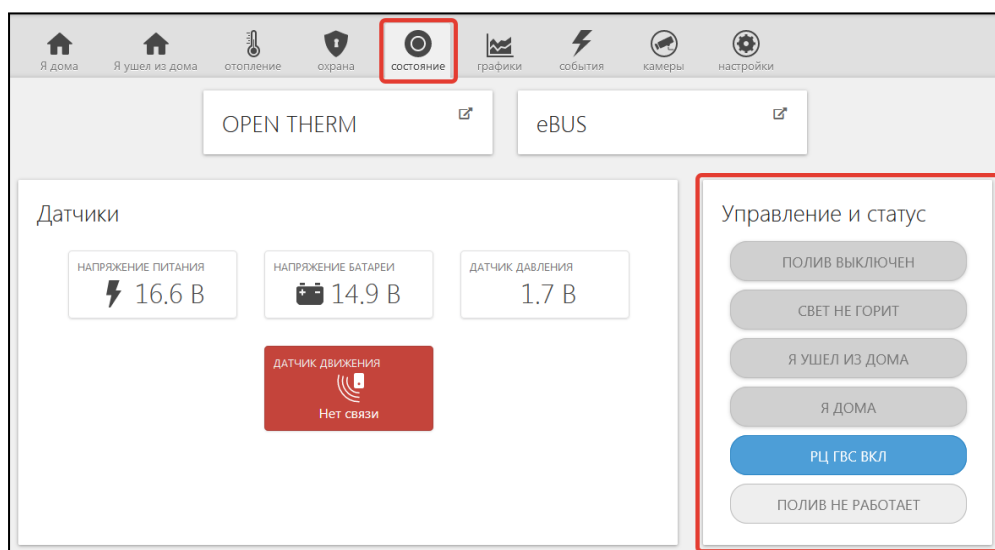 Я дома
Я ушел из дома
отопление
охрана
состояние
графики
события
камеры
настройки
OPEN THERM
eBUS
Датчики
НАПРЯЖЕНИЕ ПИТАНИЯ
16.6 В
НАПРЯЖЕНИЕ БАТАРЕИ
14.9 В
ДАТЧИК ДАВЛЕНИЯ
1.7 В
ДАТЧИК ДВИЖЕНИЯ
Нет связи
Управление и статус
ПОЛИВ ВЫКЛЮЧЕН
СВЕТ НЕ ГОРИТ
Я УШЕЛ ИЗ ДОМА
Я ДОМА
РЦ ГВС ВКЛ
ПОЛИВ НЕ РАБОТАЕТ